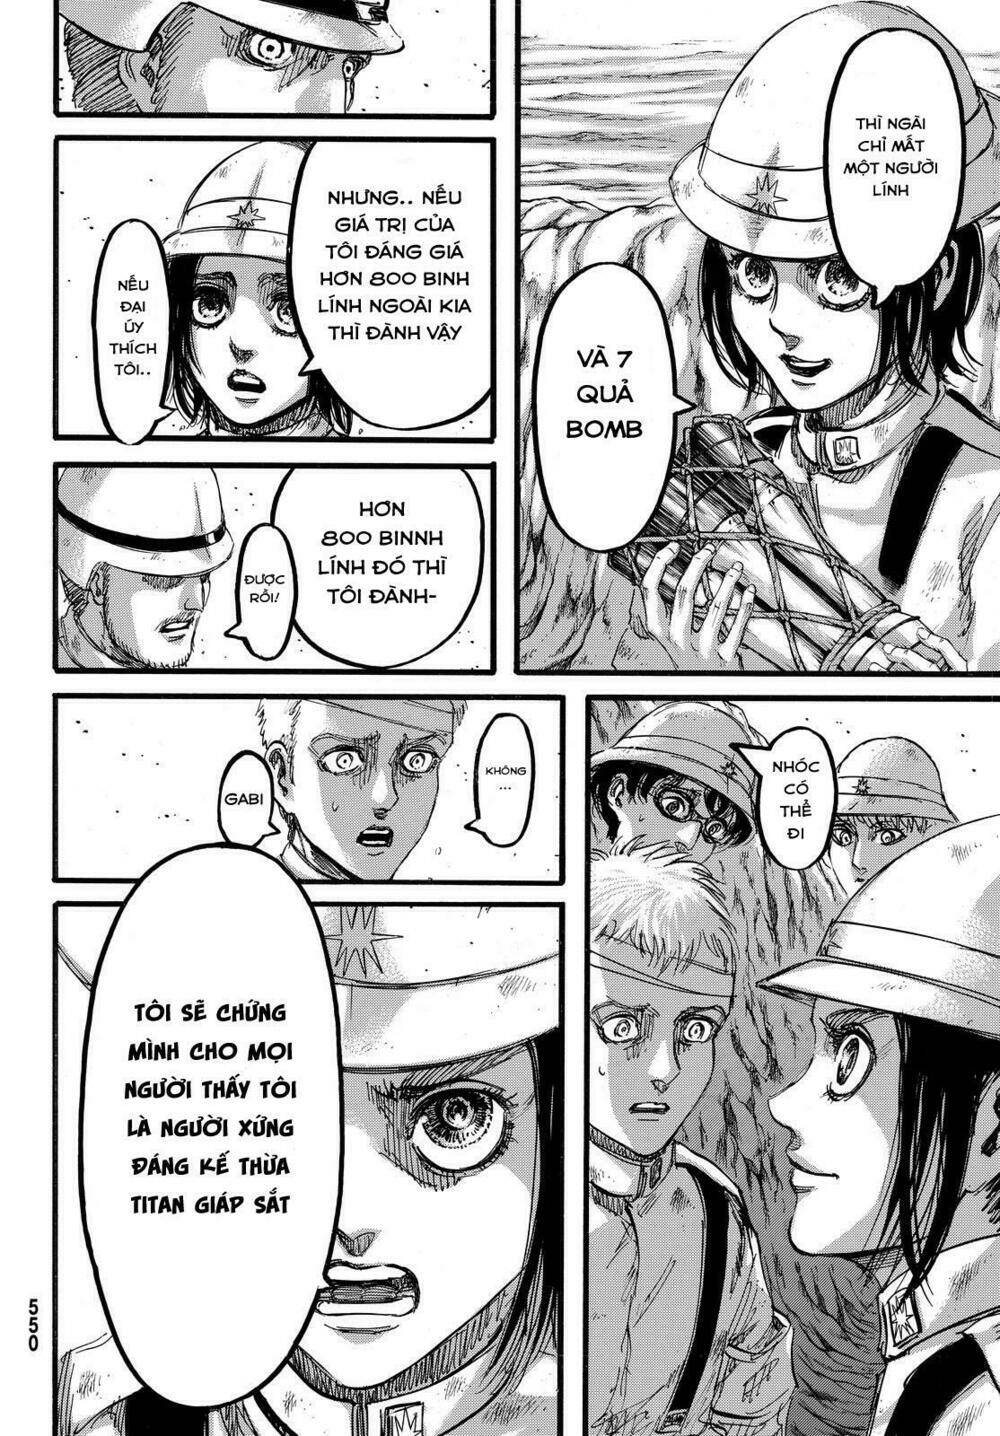 THÌ NGÀI
CHỈ MẤT
MỘT NGƯỜI
LÍNH
VÀ 7
QUẢ
BOMB
NHƯNG.. NẾU
GIÁ TRỊ CỦA
TÔI ĐÁNG GIÁ
HƠN 800 BINH
LÍNH NGOÀI KIA
THÌ ĐÀNH VẬY
NẾU
ĐẠI
ÚY
THÍCH
TÔI..
HƠN
800 BINNH
LÍNH ĐÓ THÌ
TÔI ĐÀNH-
ĐƯỢC
RỒI!
NHÓC
CÓ
THỂ
ĐI
KHÔNG
...
GABI
TÔI SẼ CHỨNG
MINH CHO MỌI
NGƯỜI THẤY TÔI
LÀ NGƯỜI XỨNG
ĐÁNG KẾ THỪA
TITAN GIÁP SẮT
550